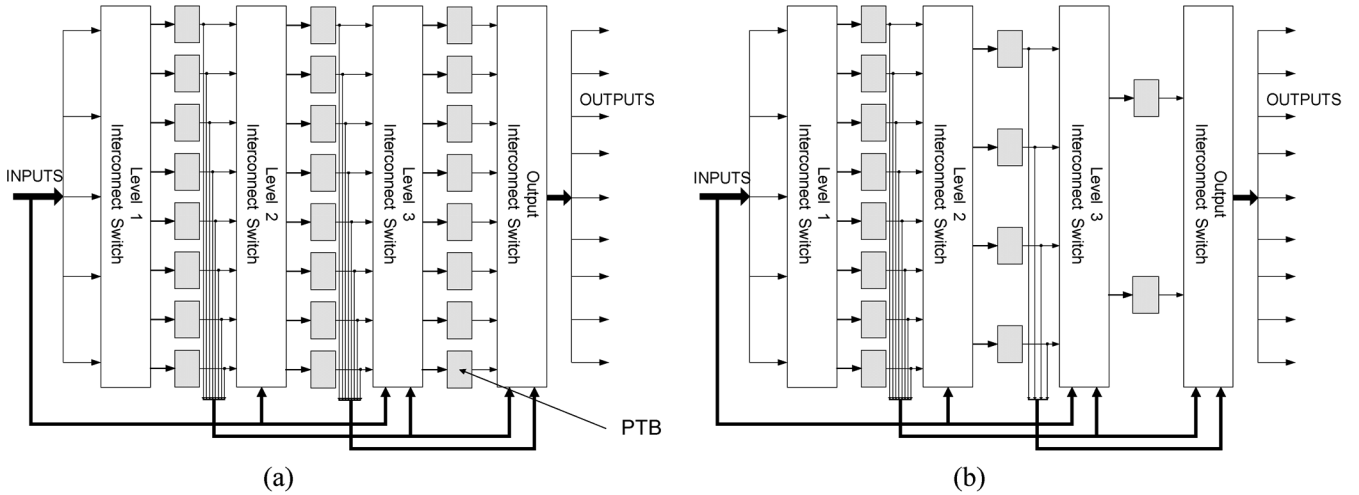 INPUTS
Level 1
Interconnect Switch
Level 2
Interconnect Switch
Level 3
Interconnect Switch
Output
Interconnect Switch
OUTPUTS
PTB
(a)
INPUTS
Level 1
Interconnect Switch
Level 2
Interconnect Switch
Level 3
Interconnect Switch
Output
Interconnect Switch
OUTPUTS
(b)